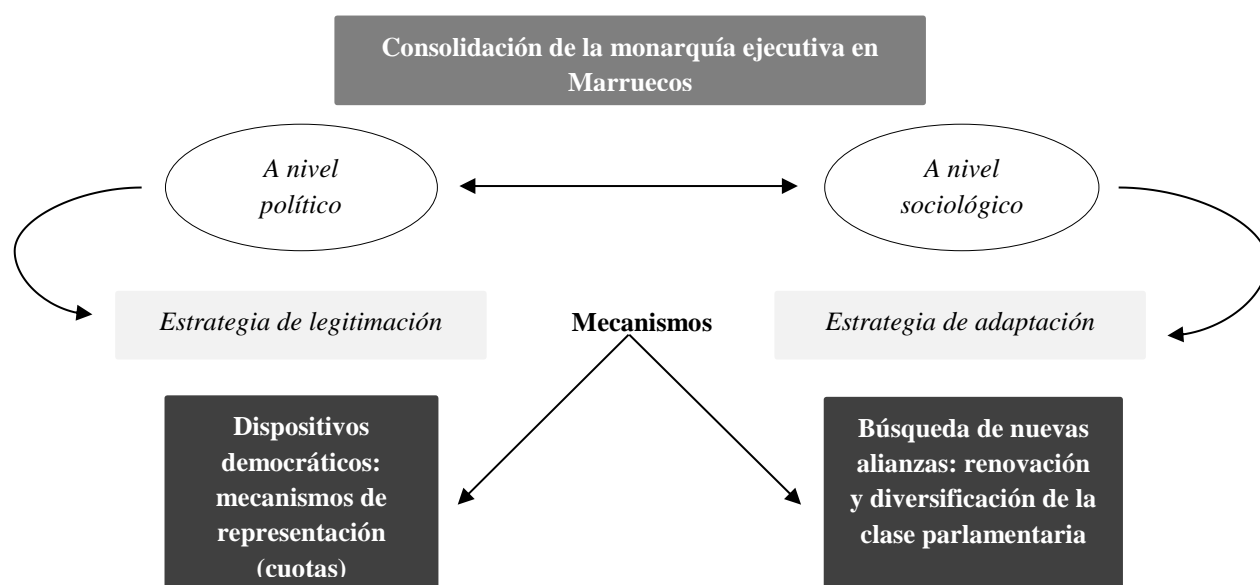 Consolidación de la monarquía ejecutiva en
Marruecos
A nivel
político
A nivel
sociológico
Estrategia de legitimación
Mecanismos
Estrategia de adaptación
Dispositivos
democráticos:
mecanismos de
representación
(cuotas)
Búsqueda de nuevas
alianzas: renovación
y diversificación de la
clase parlamentaria